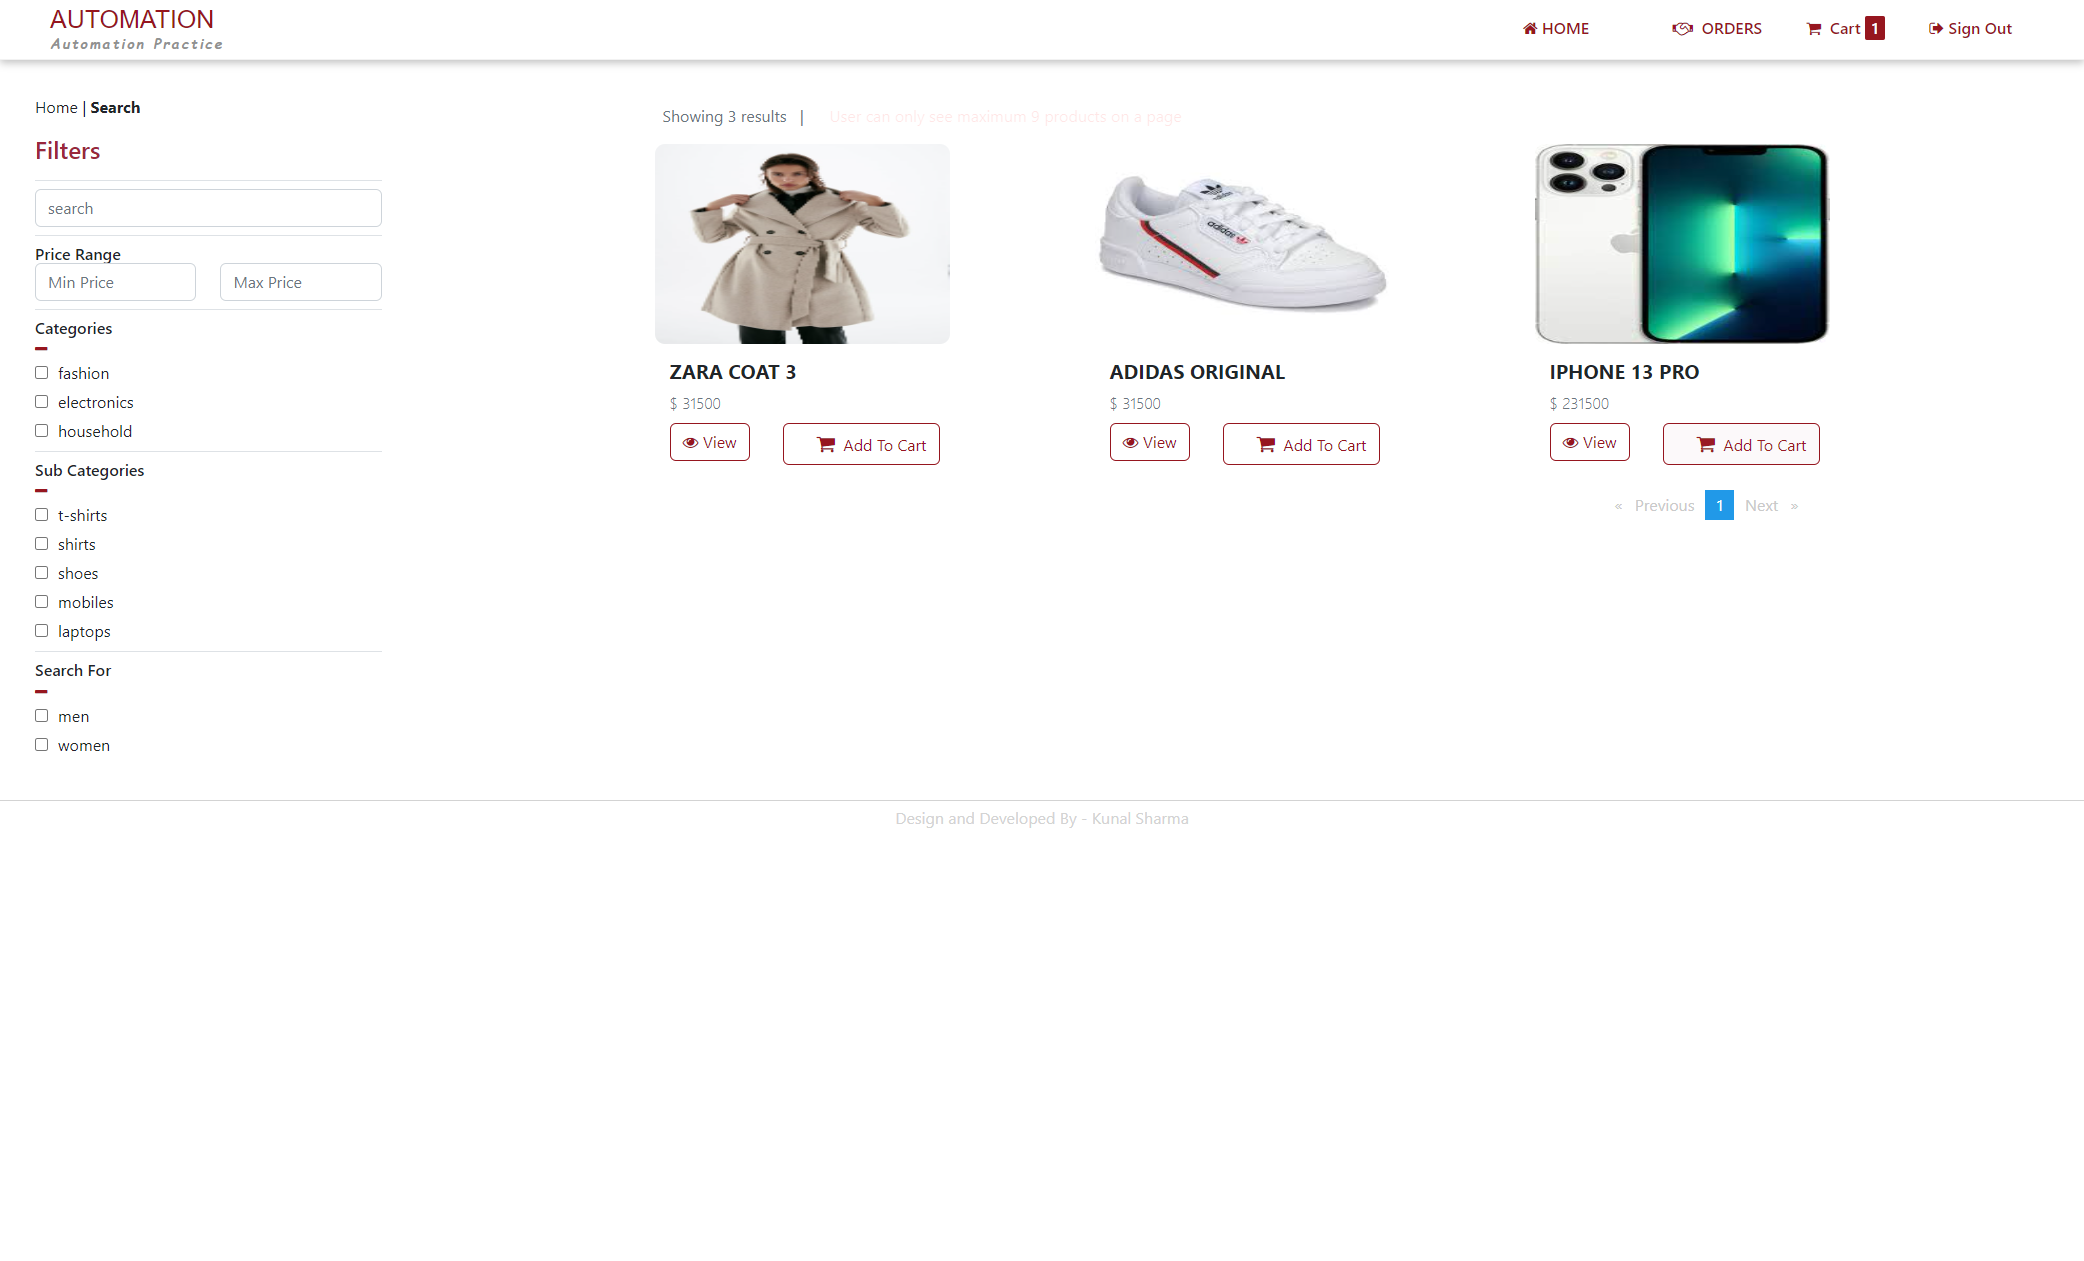 AUTOMATION
Automation Practice
HOME
ORDERS
Cart 1
Sign Out
Home | Search
Filters
search
Price Range
Min Price
Max Price
Categories
fashion
electronics
household
Sub Categories
t-shirts
shirts
shoes
mobiles
laptops
Search For
men
women
Showing 3 results |
User can only see maximum 9 products on a page
adidas
adidas
ZARA COAT 3
$ 31500
View
Add To Cart
ADIDAS ORIGINAL
$ 31500
View
Add To Cart
IPHONE 13 PRO
$ 231500
View
Add To Cart
« Previous 1 Next »
Design and Developed By - Kunal Sharma